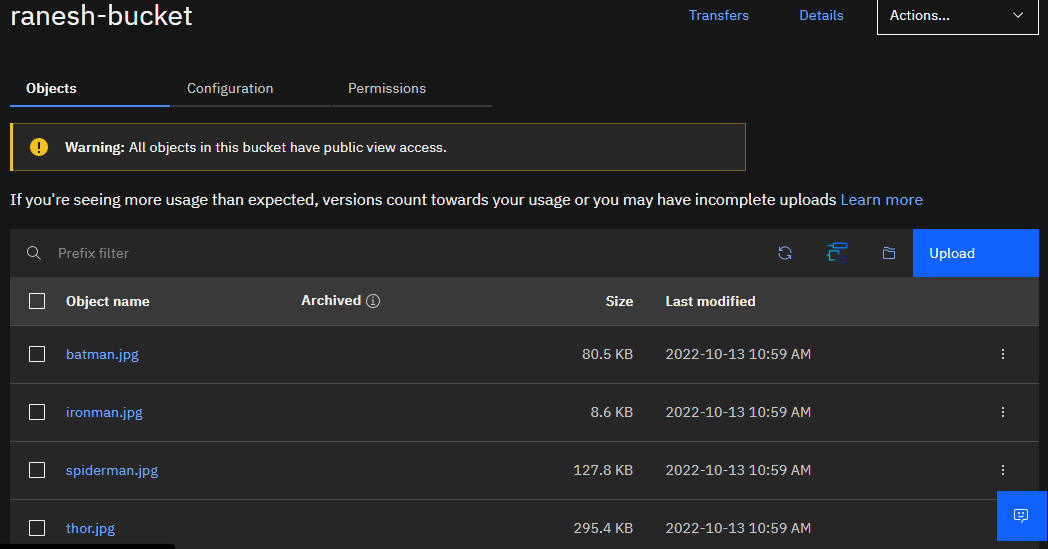 ranesh-bucket
Transfers Details Actions...
Objects Configuration Permissions
Warning: All objects in this bucket have public view access.
If you're seeing more usage than expected, versions count towards your usage or you may have incomplete uploads Learn more
Prefix filter Upload
Object name Archived Size Last modified
batman.jpg 80.5 KB 2022-10-13 10:59 AM
ironman.jpg 8.6 KB 2022-10-13 10:59 AM
spiderman.jpg 127.8 KB 2022-10-13 10:59 AM
thor.jpg 295.4 KB 2022-10-13 10:59 AM